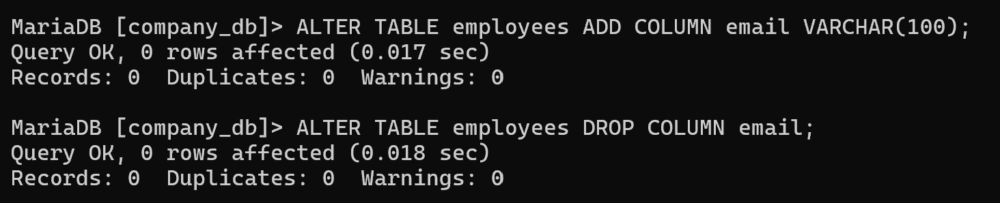 MariaDB [company_db]> ALTER TABLE employees ADD COLUMN email VARCHAR(100);
Query OK, 0 rows affected (0.017 sec)
Records: 0  Duplicates: 0  Warnings: 0

MariaDB [company_db]> ALTER TABLE employees DROP COLUMN email;
Query OK, 0 rows affected (0.018 sec)
Records: 0  Duplicates: 0  Warnings: 0